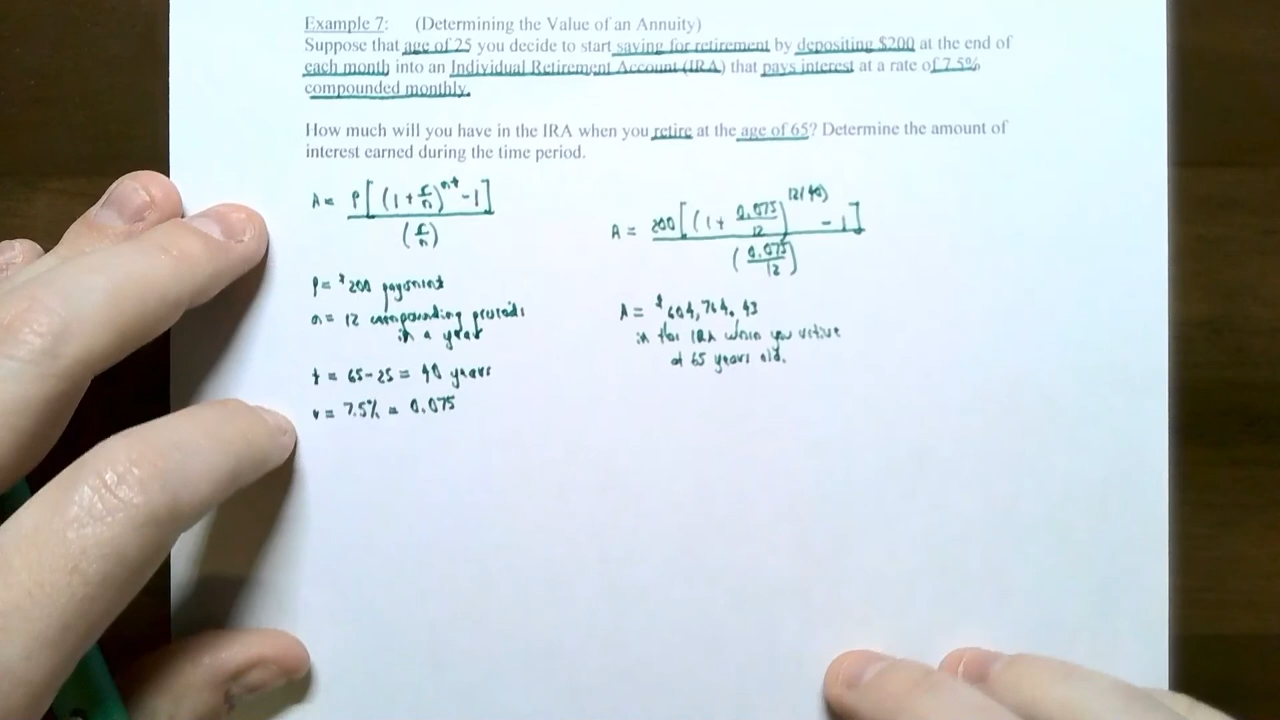 Example 7: (Determining the Value of an Annuity)
Suppose that age of 25 you decide to start saving for retirement by depositing $200 at the end of
each month into an Individual Retirement Account (IRA) that pays interest at a rate of 7.5%
compounded monthly.
How much will you have in the IRA when you retire at the age of 65? Determine the amount of
interest earned during the time period.
A = P[(1+r/n)^nt -1] / (r/n)
P = $200 payment
n = 12 compounding periods
in a year
t = 65-25 = 40 years
r = 7.5% = 0.075
A = 200[(1+ 0.075/12)^12(40) -1] / (0.075/12)
A = $604,764.43
in the IRA when you retire
at 65 years old.